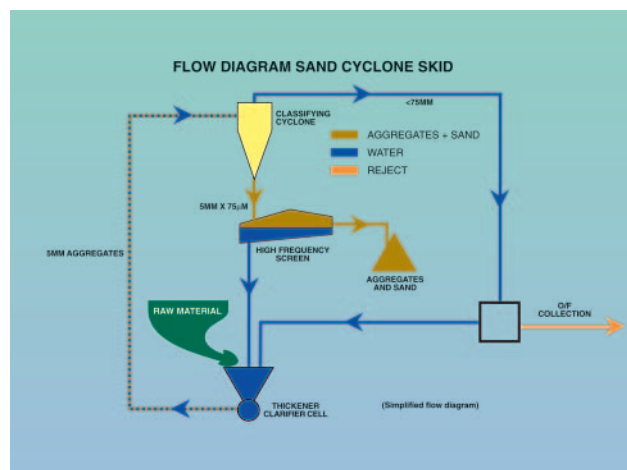 FLOW DIAGRAM SAND CYCLONE SKID
<75MM
CLASSIFYING
CYCLONE
AGGREGATES + SAND
WATER
REJECT
5MM X 75µM
5MM AGGREGATES
HIGH FREQUENCY
SCREEN
AGGREGATES
AND SAND
RAW MATERIAL
O/F
COLLECTION
THICKENER
CLARIFIER CELL
(Simplified flow diagram)